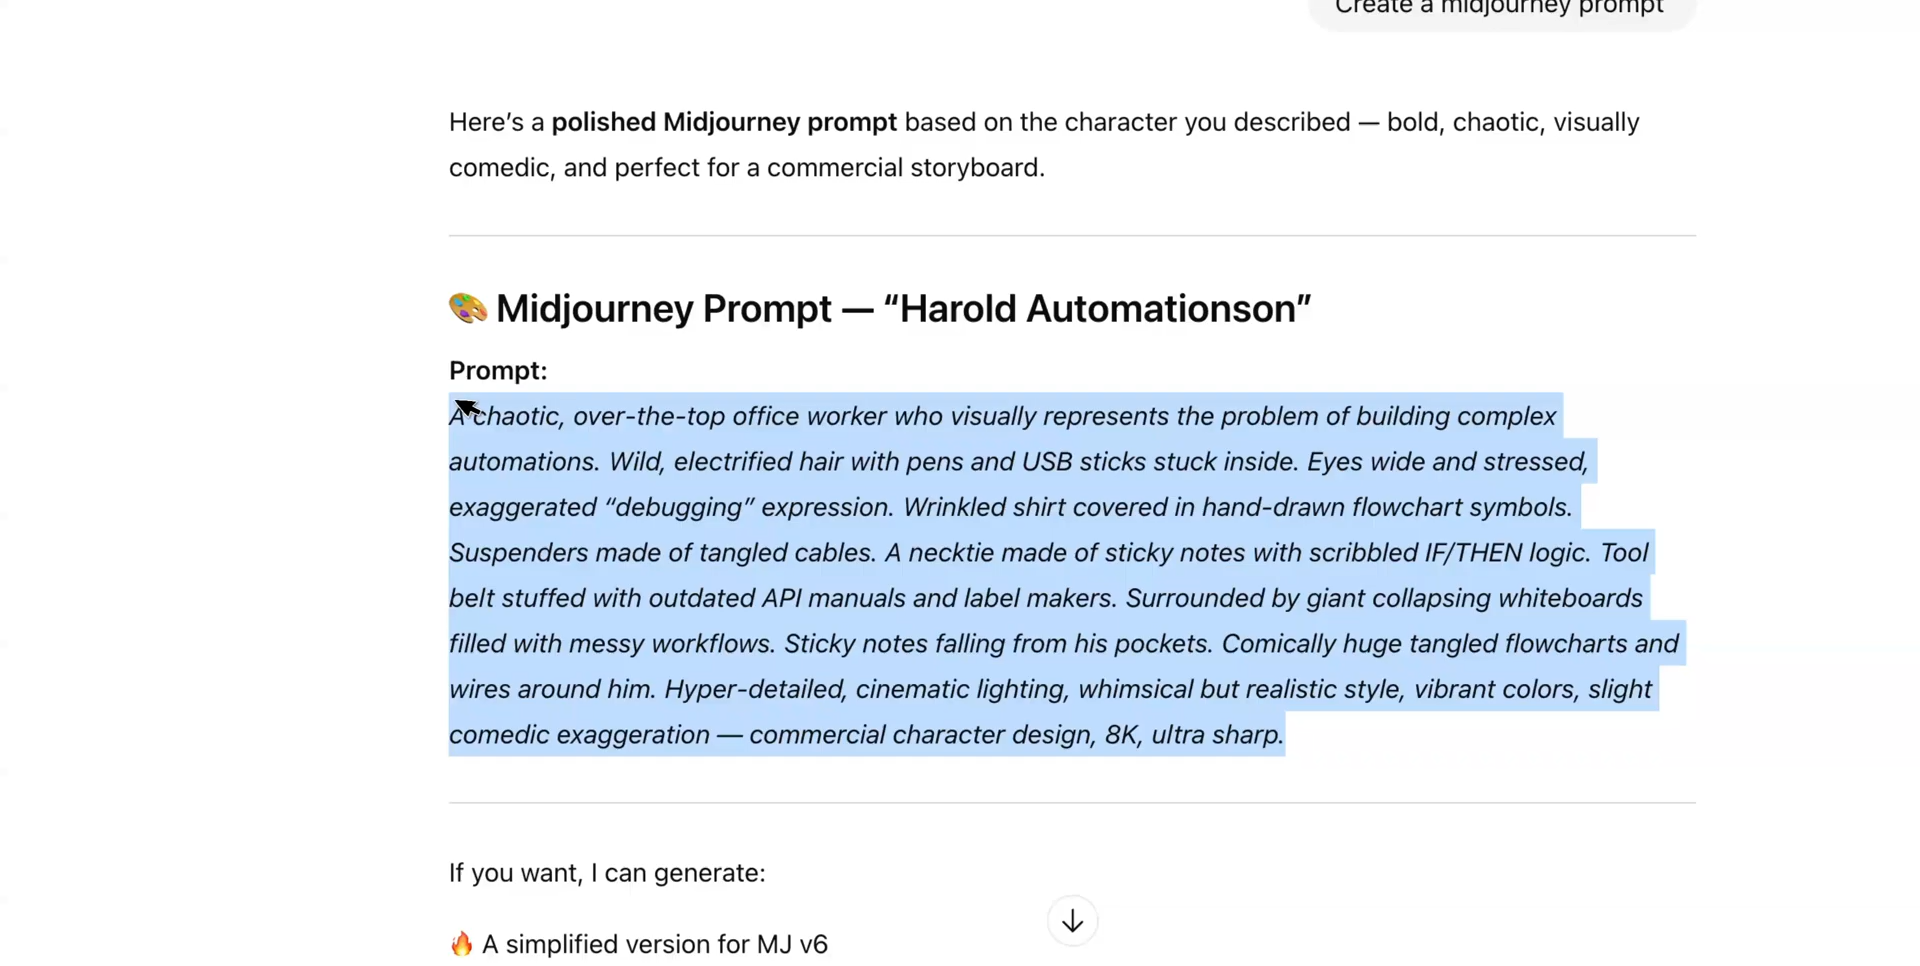 Create a midjourney prompt
Here’s a polished Midjourney prompt based on the character you described — bold, chaotic, visually
comedic, and perfect for a commercial storyboard.
🎨 Midjourney Prompt — “Harold Automationson”
Prompt:
A chaotic, over-the-top office worker who visually represents the problem of building complex
automations. Wild, electrified hair with pens and USB sticks stuck inside. Eyes wide and stressed,
exaggerated “debugging” expression. Wrinkled shirt covered in hand-drawn flowchart symbols.
Suspenders made of tangled cables. A necktie made of sticky notes with scribbled IF/THEN logic. Tool
belt stuffed with outdated API manuals and label makers. Surrounded by giant collapsing whiteboards
filled with messy workflows. Sticky notes falling from his pockets. Comically huge tangled flowcharts and
wires around him. Hyper-detailed, cinematic lighting, whimsical but realistic style, vibrant colors, slight
comedic exaggeration — commercial character design, 8K, ultra sharp.
If you want, I can generate:
🔥 A simplified version for MJ v6